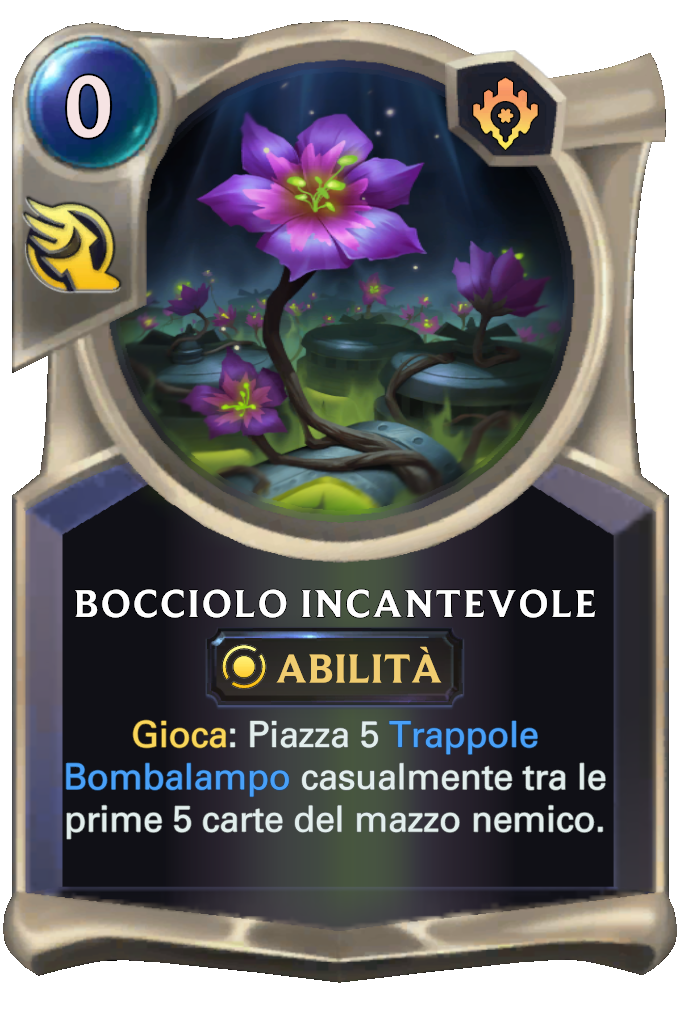 0
BOCCIOLO INCANTEVOLE
ABILITÀ
Gioca: Piazza 5 Trappole
Bombalampo casualmente tra le
prime 5 carte del mazzo nemico.